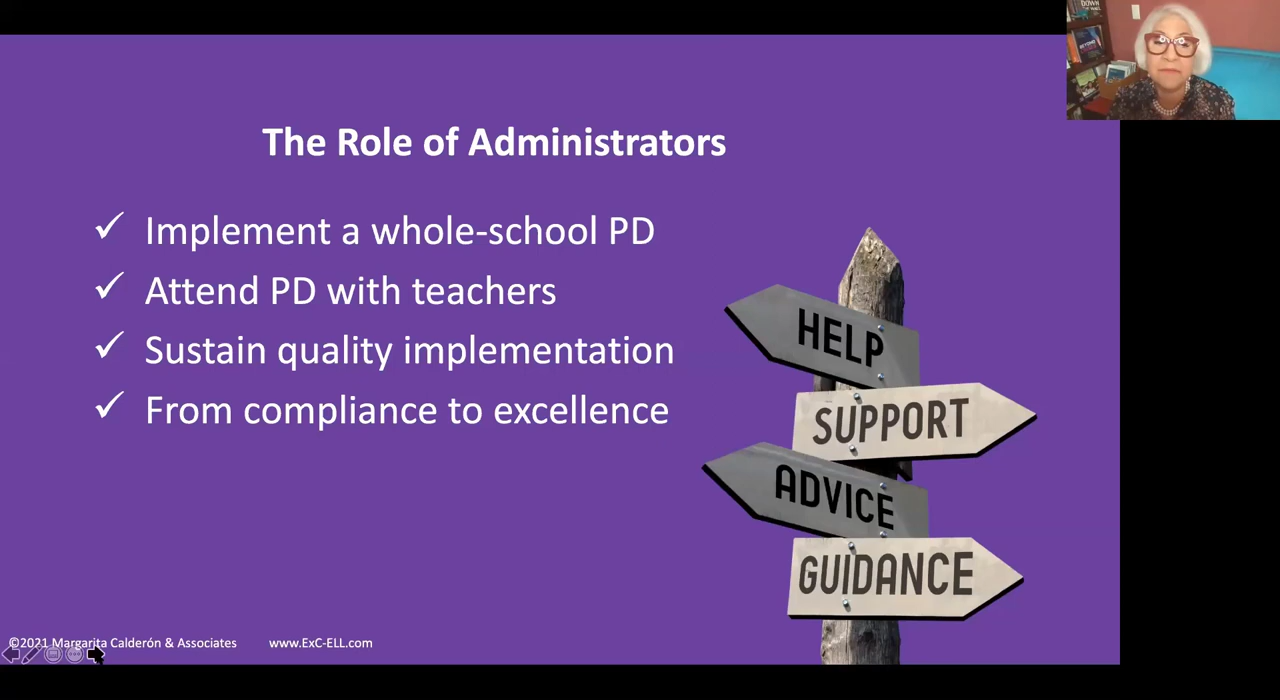 The Role of Administrators
✓ Implement a whole-school PD
✓ Attend PD with teachers
✓ Sustain quality implementation
✓ From compliance to excellence
HELP
SUPPORT
ADVICE
GUIDANCE
©2021 Margarita Calderón & Associates www.ExC-ELL.com